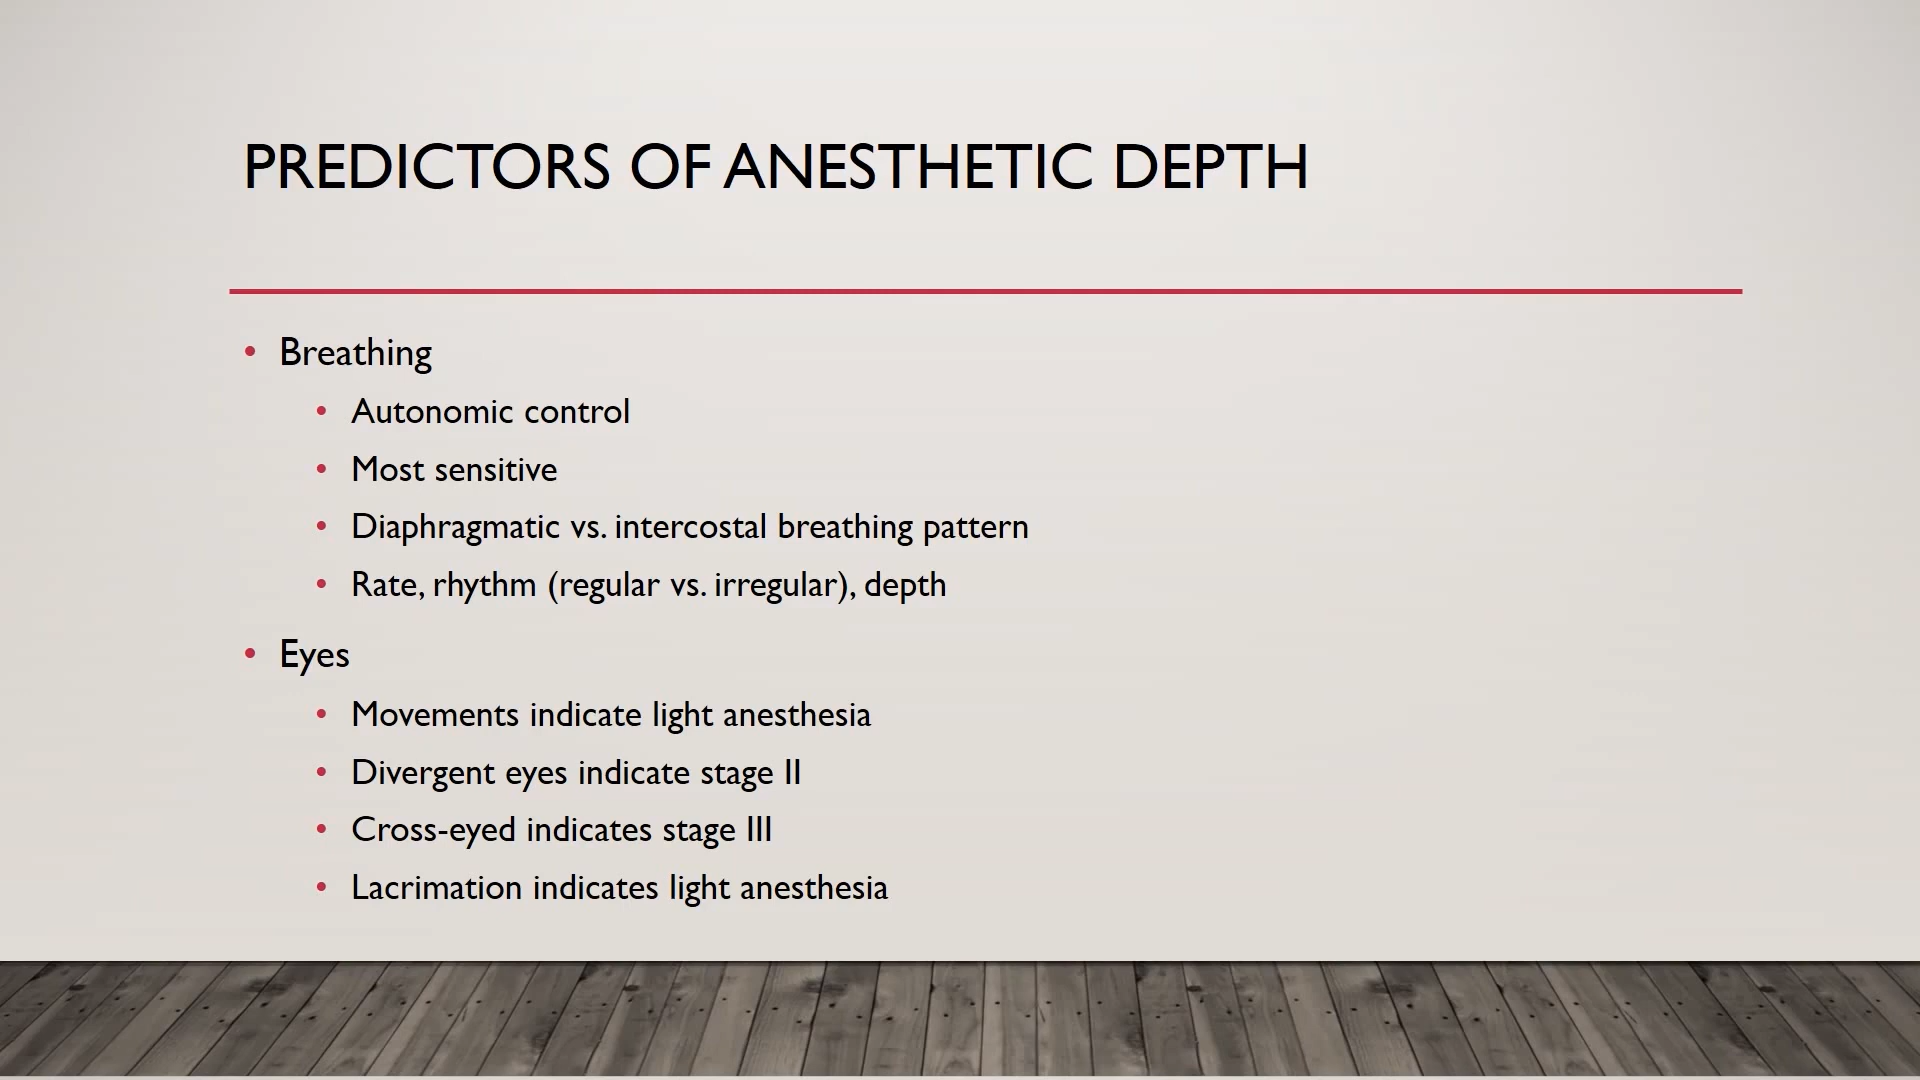 PREDICTORS OF ANESTHETIC DEPTH
• Breathing
• Autonomic control
• Most sensitive
• Diaphragmatic vs. intercostal breathing pattern
• Rate, rhythm (regular vs. irregular), depth
• Eyes
• Movements indicate light anesthesia
• Divergent eyes indicate stage II
• Cross-eyed indicates stage III
• Lacrimation indicates light anesthesia